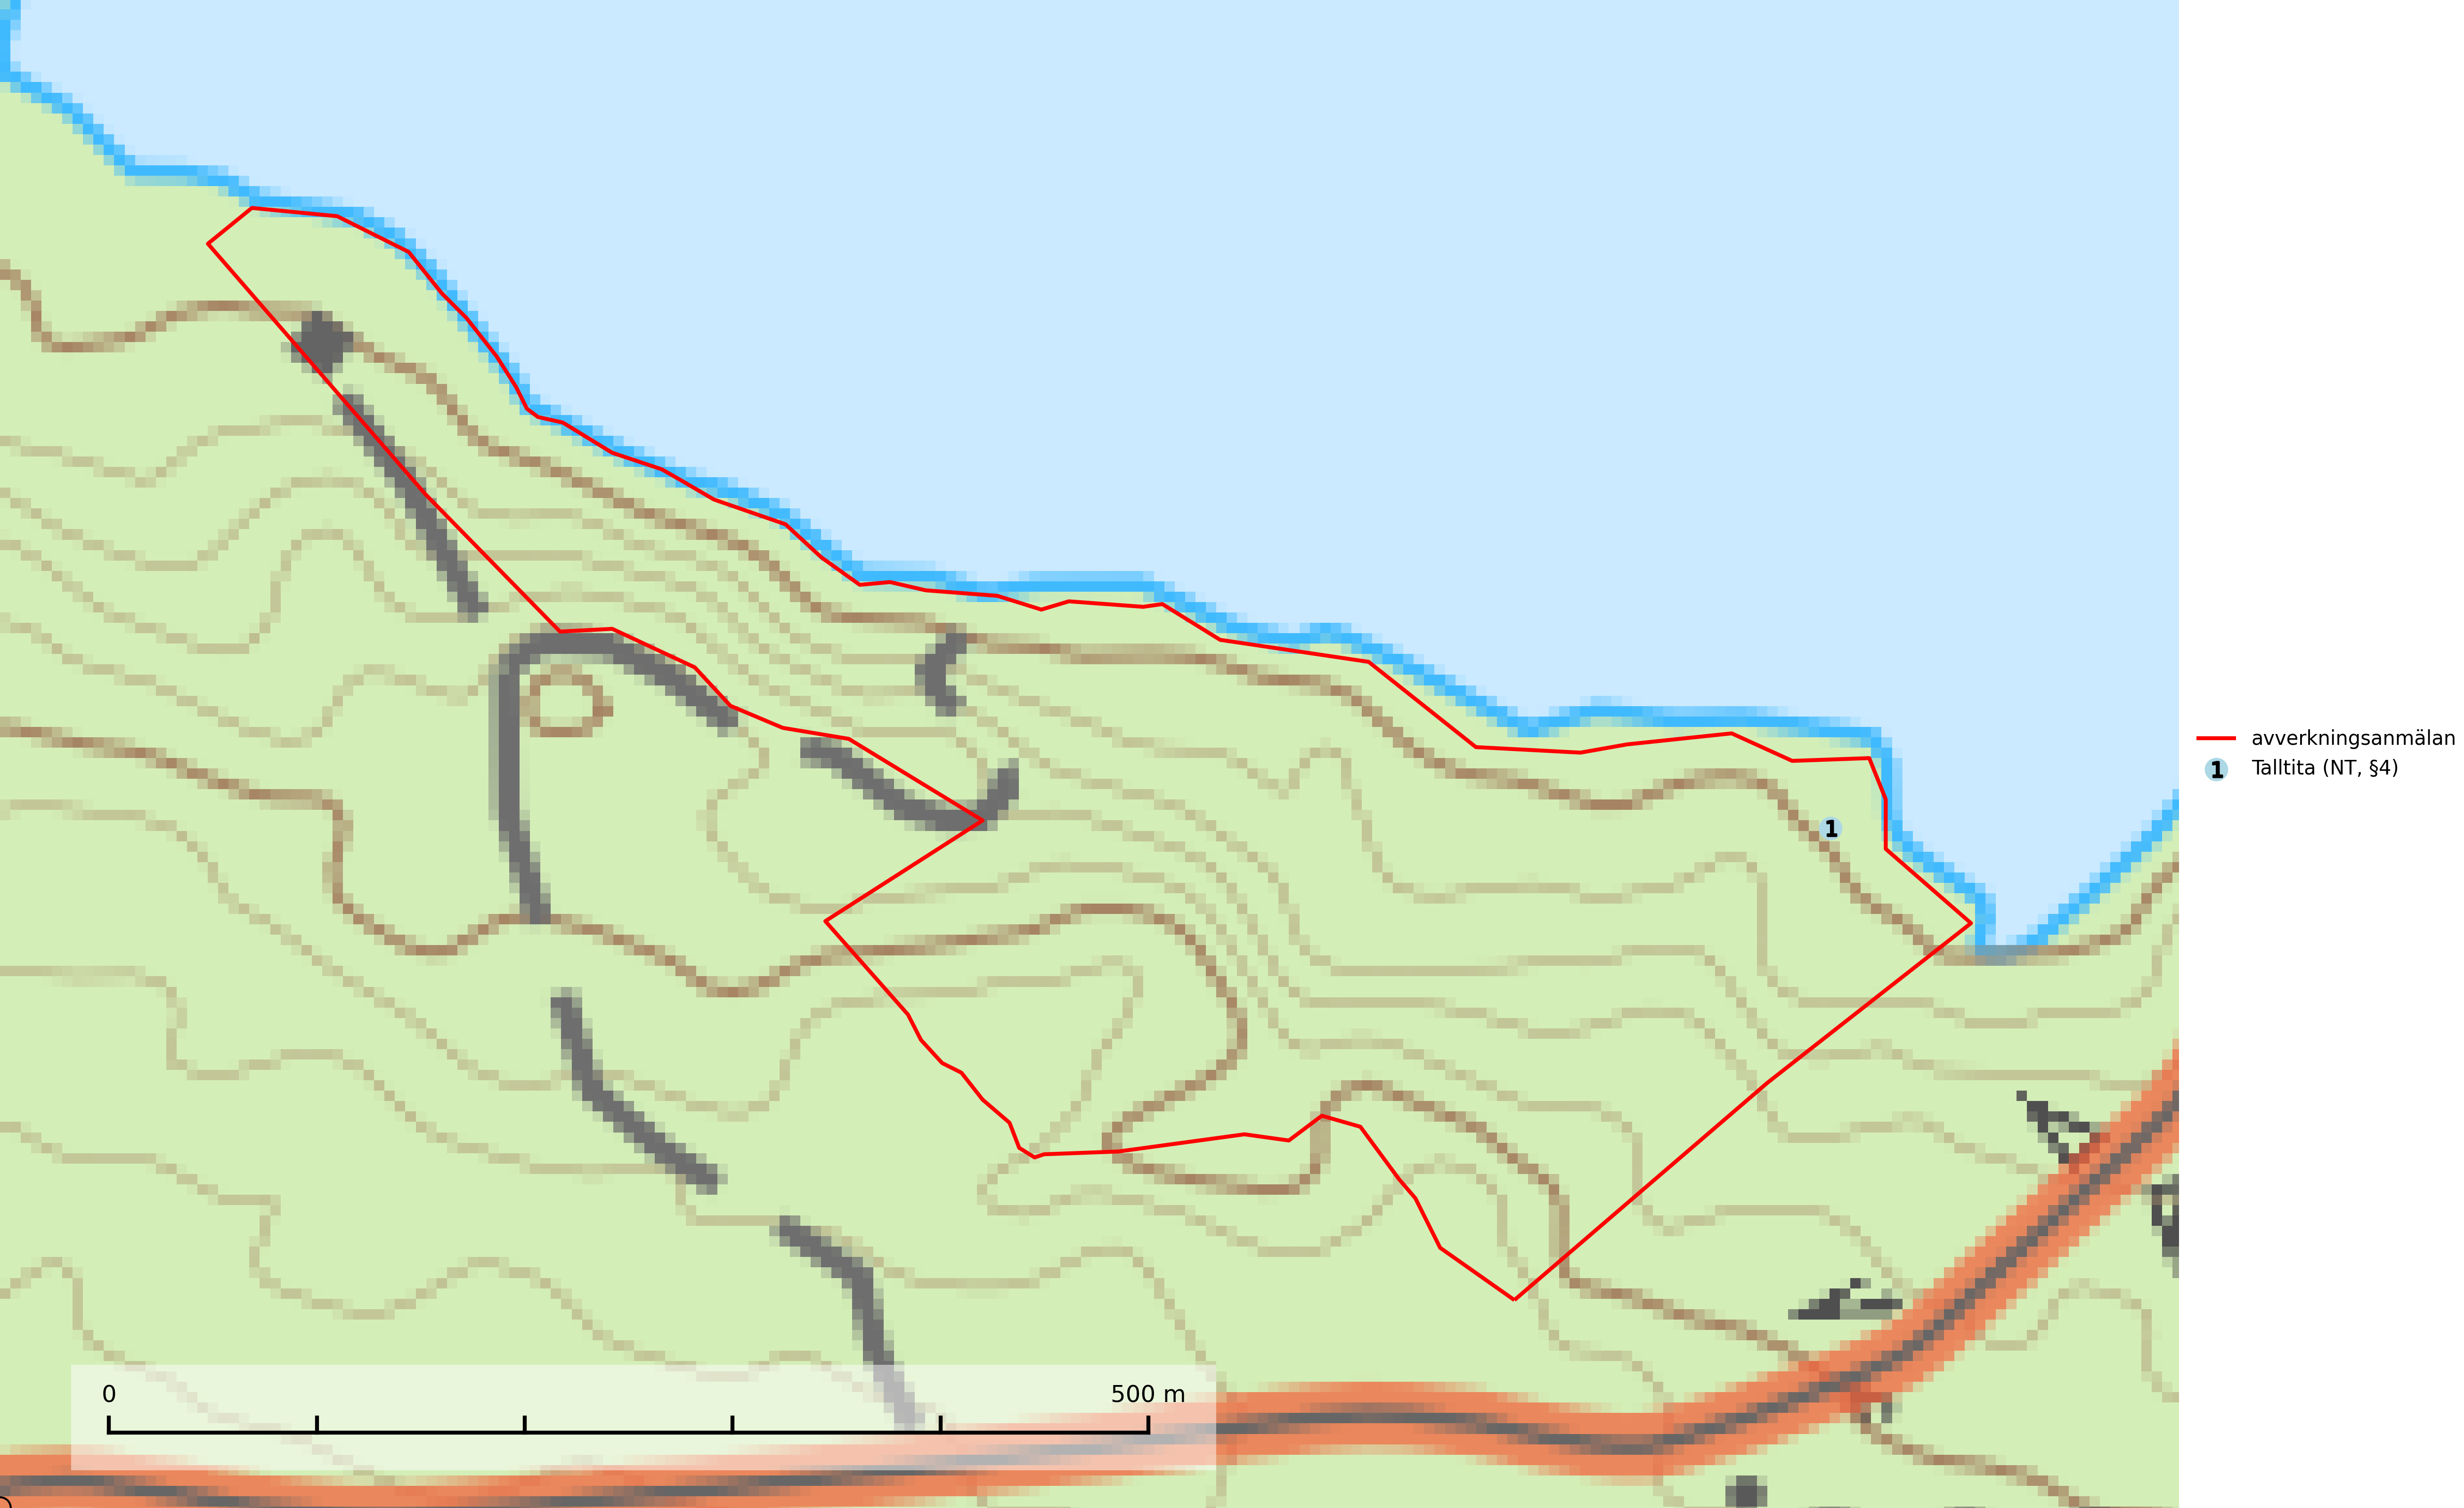 avverkningsanmälan
1 Talltita (NT, §4)
1
0 500 m